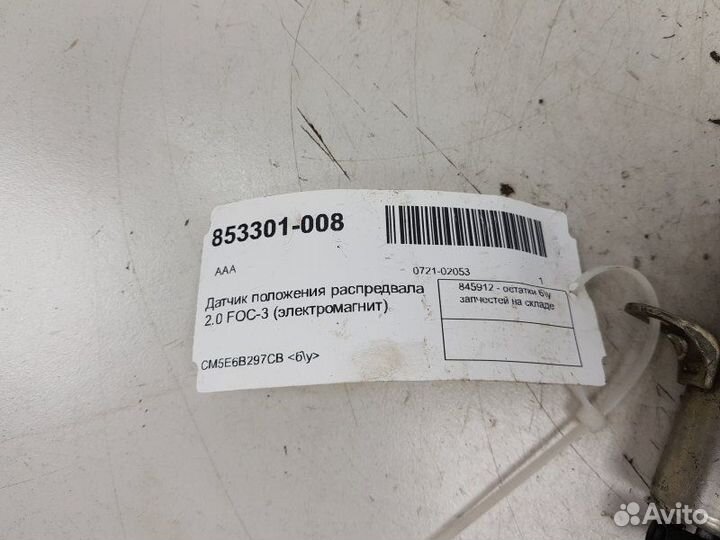 853301-008
AAA
0721-02053
1
Датчик положения распредвала
2.0 FOC-3 (электромагнит)
845912 - остатки б\у
запчестей на складе
CM5E6B297CB <б\у>
Avito